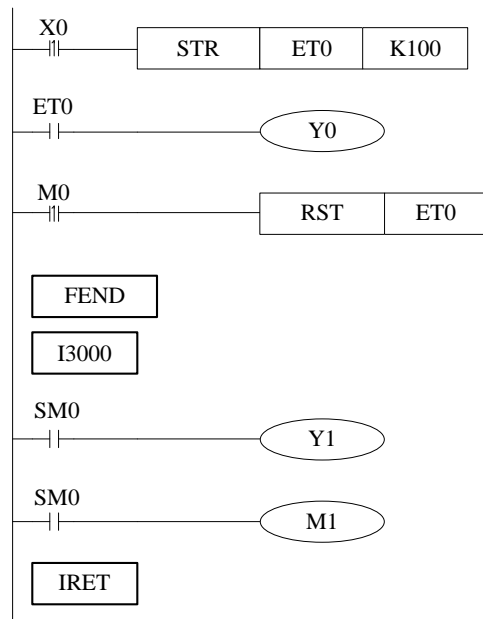 X0
STR ET0 K100
ET0
Y0
M0
RST ET0
FEND
I3000
SM0
Y1
SM0
M1
IRET